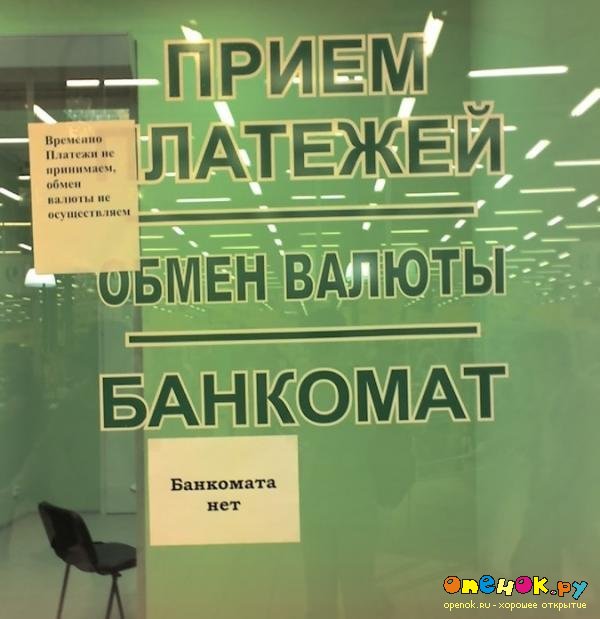 ПРИЕМ
ПЛАТЕЖЕЙ
Временно
Платежи не
принимаем,
обмен
валюты не
осуществляем
ОБМЕН ВАЛЮТЫ
БАНКОМАТ
Банкомата
нет
опенок.ру
openok.ru - хорошее открытие